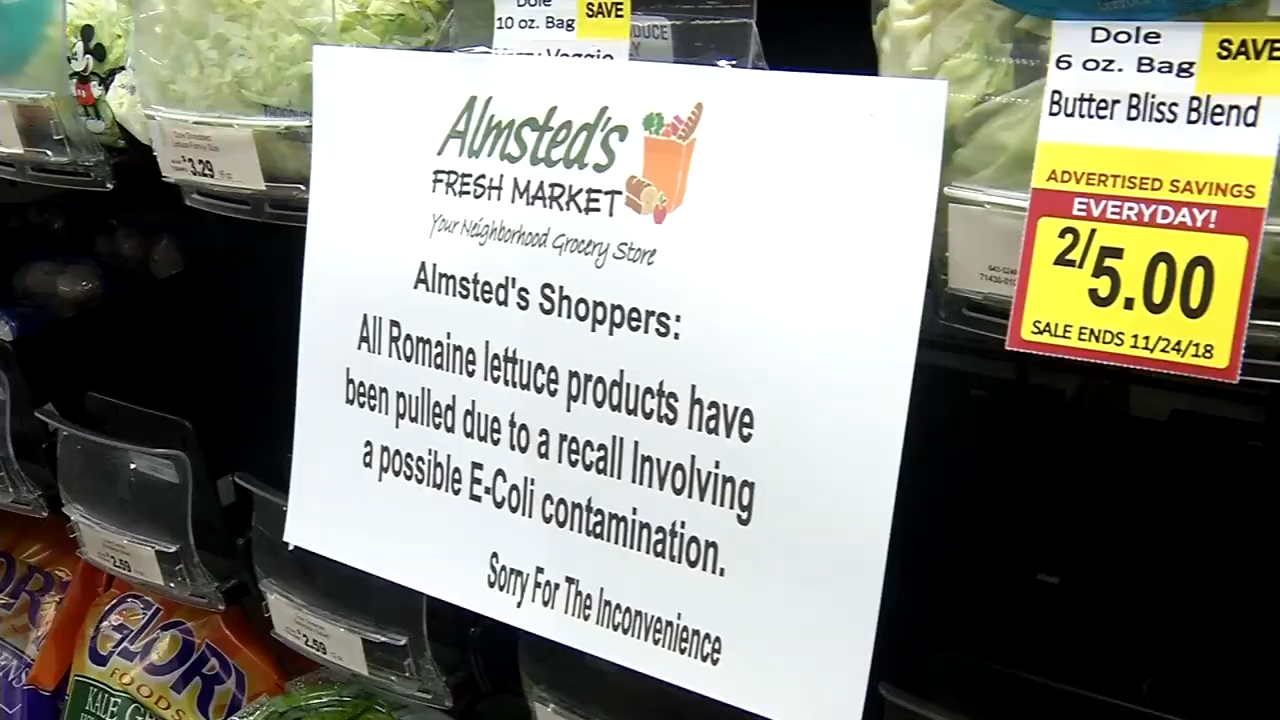 Dole
10 oz. Bag
SAVE
Veggie
Dole
6 oz. Bag
SAVE
Butter Bliss Blend
ADVERTISED SAVINGS
EVERYDAY!
2/5.00
SALE ENDS 11/24/18
$3.29
Almsted's
FRESH MARKET
Your Neighborhood Grocery Store
Almsted's Shoppers:
All Romaine lettuce products have
been pulled due to a recall Involving
a possible E-Coli contamination.
Sorry For The Inconvenience
$2.59
$2.59
GLORY
FOODS
KALE